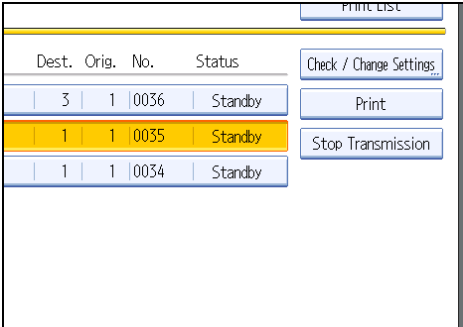 Print List
Dest. Orig. No. Status
Check / Change Settings
3 1 0036 Standby
Print
1 1 0035 Standby
Stop Transmission
1 1 0034 Standby